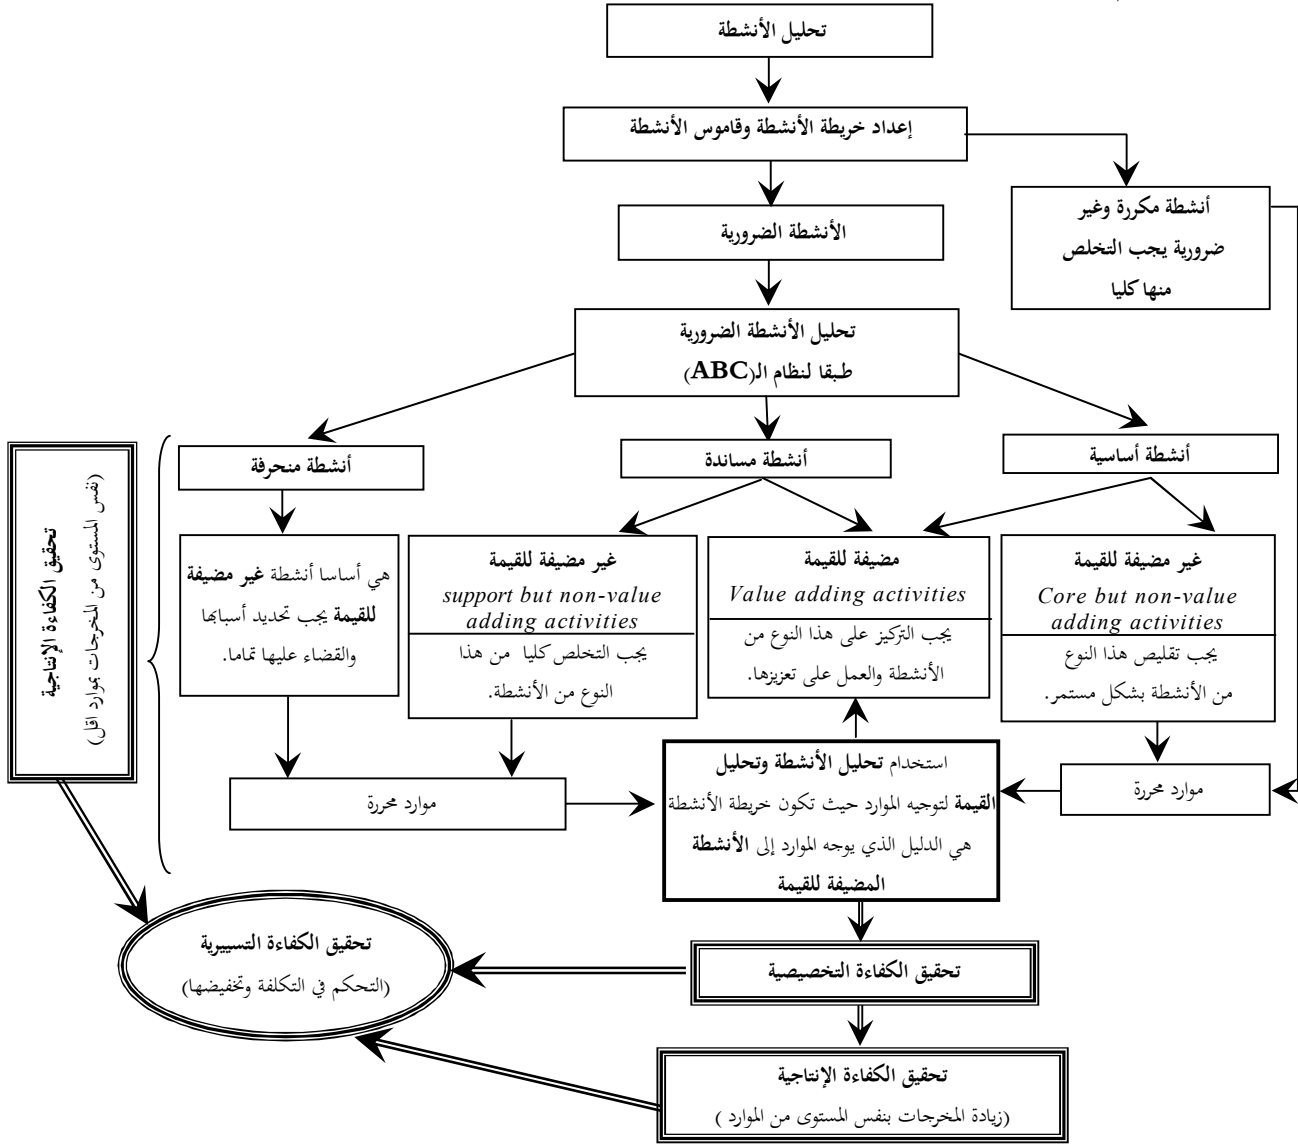 تحليل الأنشطة
إعداد خريطة الأنشطة وقاموس الأنشطة
أنشطة مكررة وغير
ضرورية يجب التخلص
منها كليا
الأنشطة الضرورية
تحليل الأنشطة الضرورية
طبقا لنظام الـ(ABC)
أنشطة أساسية
أنشطة مساندة
أنشطة منحرفة
غير مضيفة للقيمة
Core but non-value
adding activities
يجب تقليص هذا النوع
من الأنشطة بشكل مستمر.
مضيفة للقيمة
Value adding activities
يجب التركيز على هذا النوع من
الأنشطة والعمل على تعزيزها.
غير مضيفة للقيمة
support but non-value
adding activities
يجب التخلص كليا من هذا
النوع من الأنشطة.
هي أساسا أنشطة غير مضيفة
للقيمة يجب تحديد أسبابها
والقضاء عليها تماما.
تحقيق الكفاءة الإنتاجية
(نفس المستوى من المخرجات بموارد اقل)
موارد محررة
استخدام تحليل الأنشطة وتحليل
القيمة لتوجيه الموارد حيث تكون خريطة الأنشطة
هي الدليل الذي يوجه الموارد إلى الأنشطة
المضيفة للقيمة
موارد محررة
تحقيق الكفاءة التخصيصية
تحقيق الكفاءة التسييرية
(التحكم في التكلفة وتخفيضها)
تحقيق الكفاءة الإنتاجية
(زيادة المخرجات بنفس المستوى من الموارد )